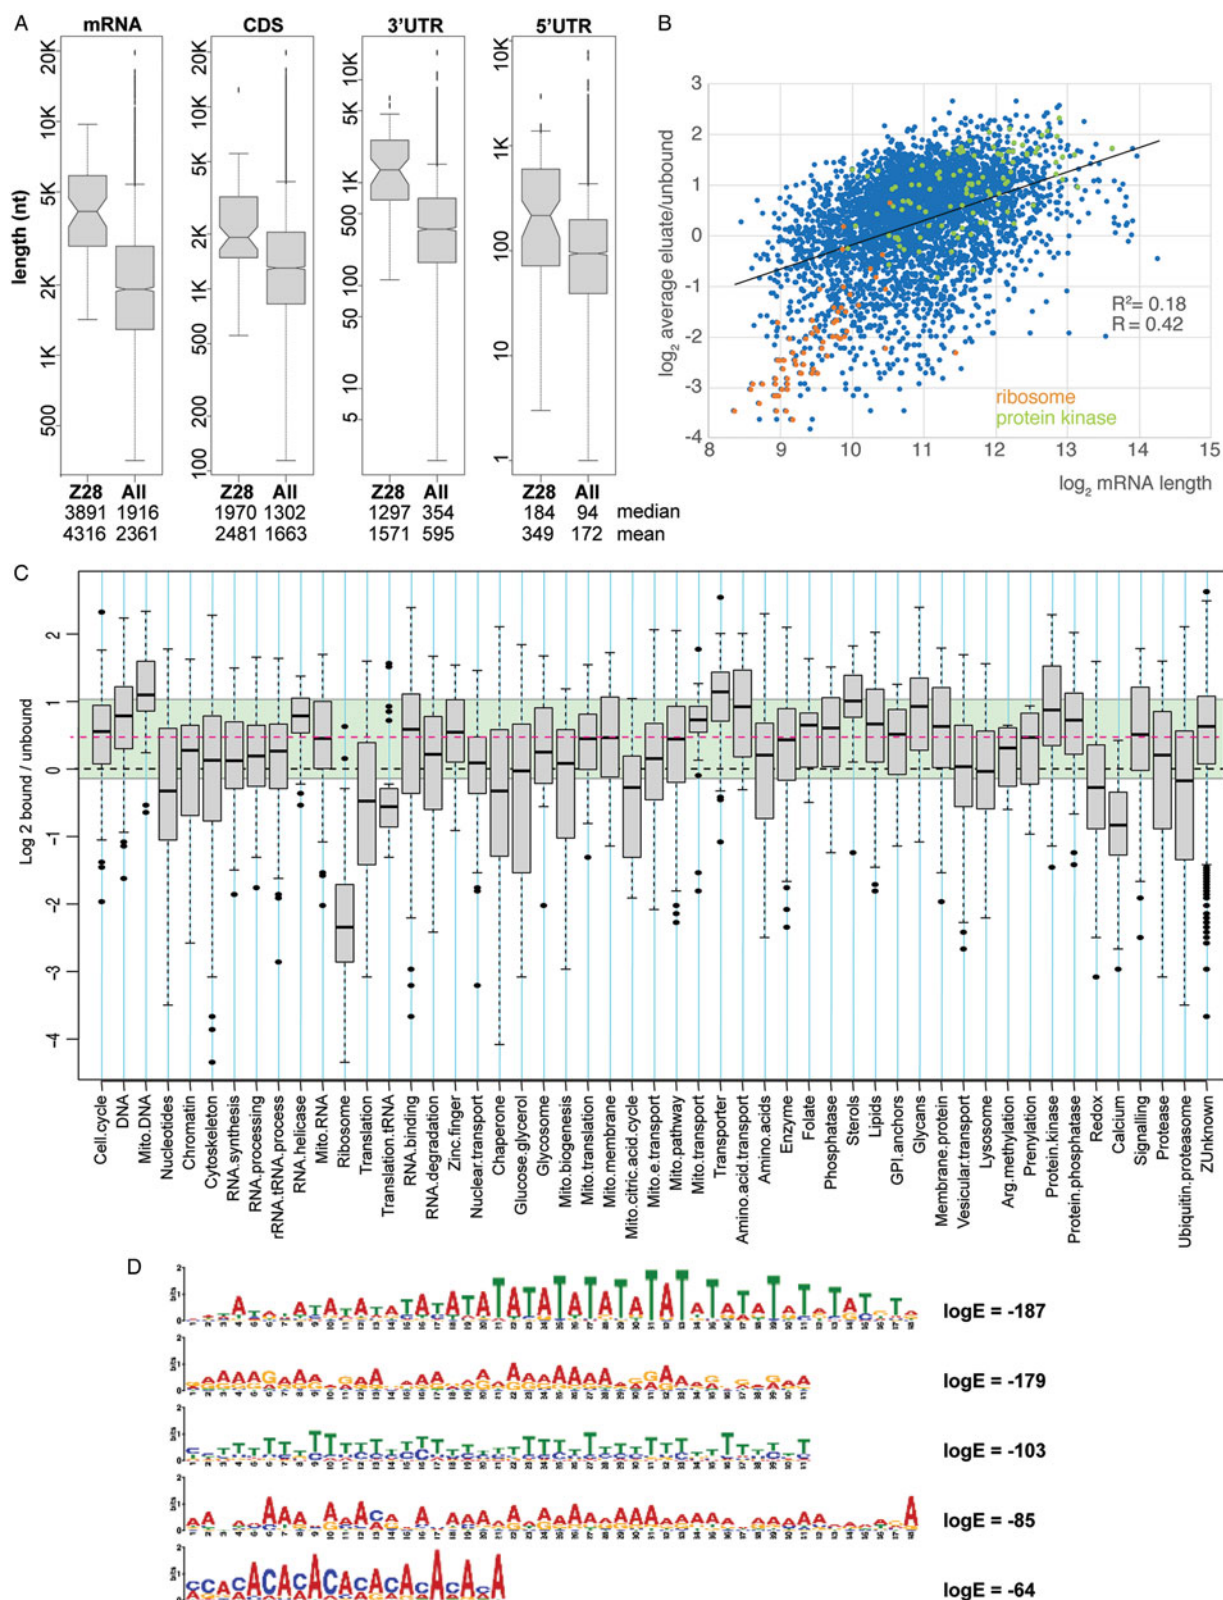 A
mRNA
CDS
3'UTR
5'UTR
length (nt)
20K
10K
5K
2K
1K
500
20K
10K
5K
2K
1K
500
200
100
10K
5K
1K
500
100
50
10
5
10K
1K
100
10
1
Z28 All Z28 All Z28 All Z28 All
3891 1916 1970 1302 1297 354 184 94 median
4316 2361 2481 1663 1571 595 349 172 mean
B
log2 average eluate/unbound
3
2
1
0
-1
-2
-3
-4
R²= 0.18
R = 0.42
ribosome
protein kinase
8 9 10 11 12 13 14 15
log2 mRNA length
C
Log 2 bound / unbound
2
1
0
-1
-2
-3
-4
Cell.cycle
DNA
Mito.DNA
Nucleotides
Chromatin
Cytoskeleton
RNA.synthesis
RNA.processing
rRNA.tRNA.process
RNA.helicase
Mito.RNA
Ribosome
Translation
Translation.tRNA
RNA.binding
RNA.degradation
Zinc.finger
Nuclear.transport
Chaperone
Glucose.glycerol
Glycosome
Mito.biogenesis
Mito.translation
Mito.membrane
Mito.citric.acid.cycle
Mito.e.transport
Mito.pathway
Mito.transport
Transporter
Amino.acid.transport
Amino.acids
Enzyme
Folate
Phosphatase
Sterols
Lipids
GPI.anchors
Glycans
Membrane.protein
Vesicular.transport
Lysosome
Arg.methylation
Prenylation
Protein.kinase
Protein.phosphatase
Redox
Calcium
Signalling
Protease
Ubiquitin.proteasome
ZUnknown
D
bits
logE = -187
bits
logE = -179
bits
logE = -103
bits
logE = -85
bits
logE = -64